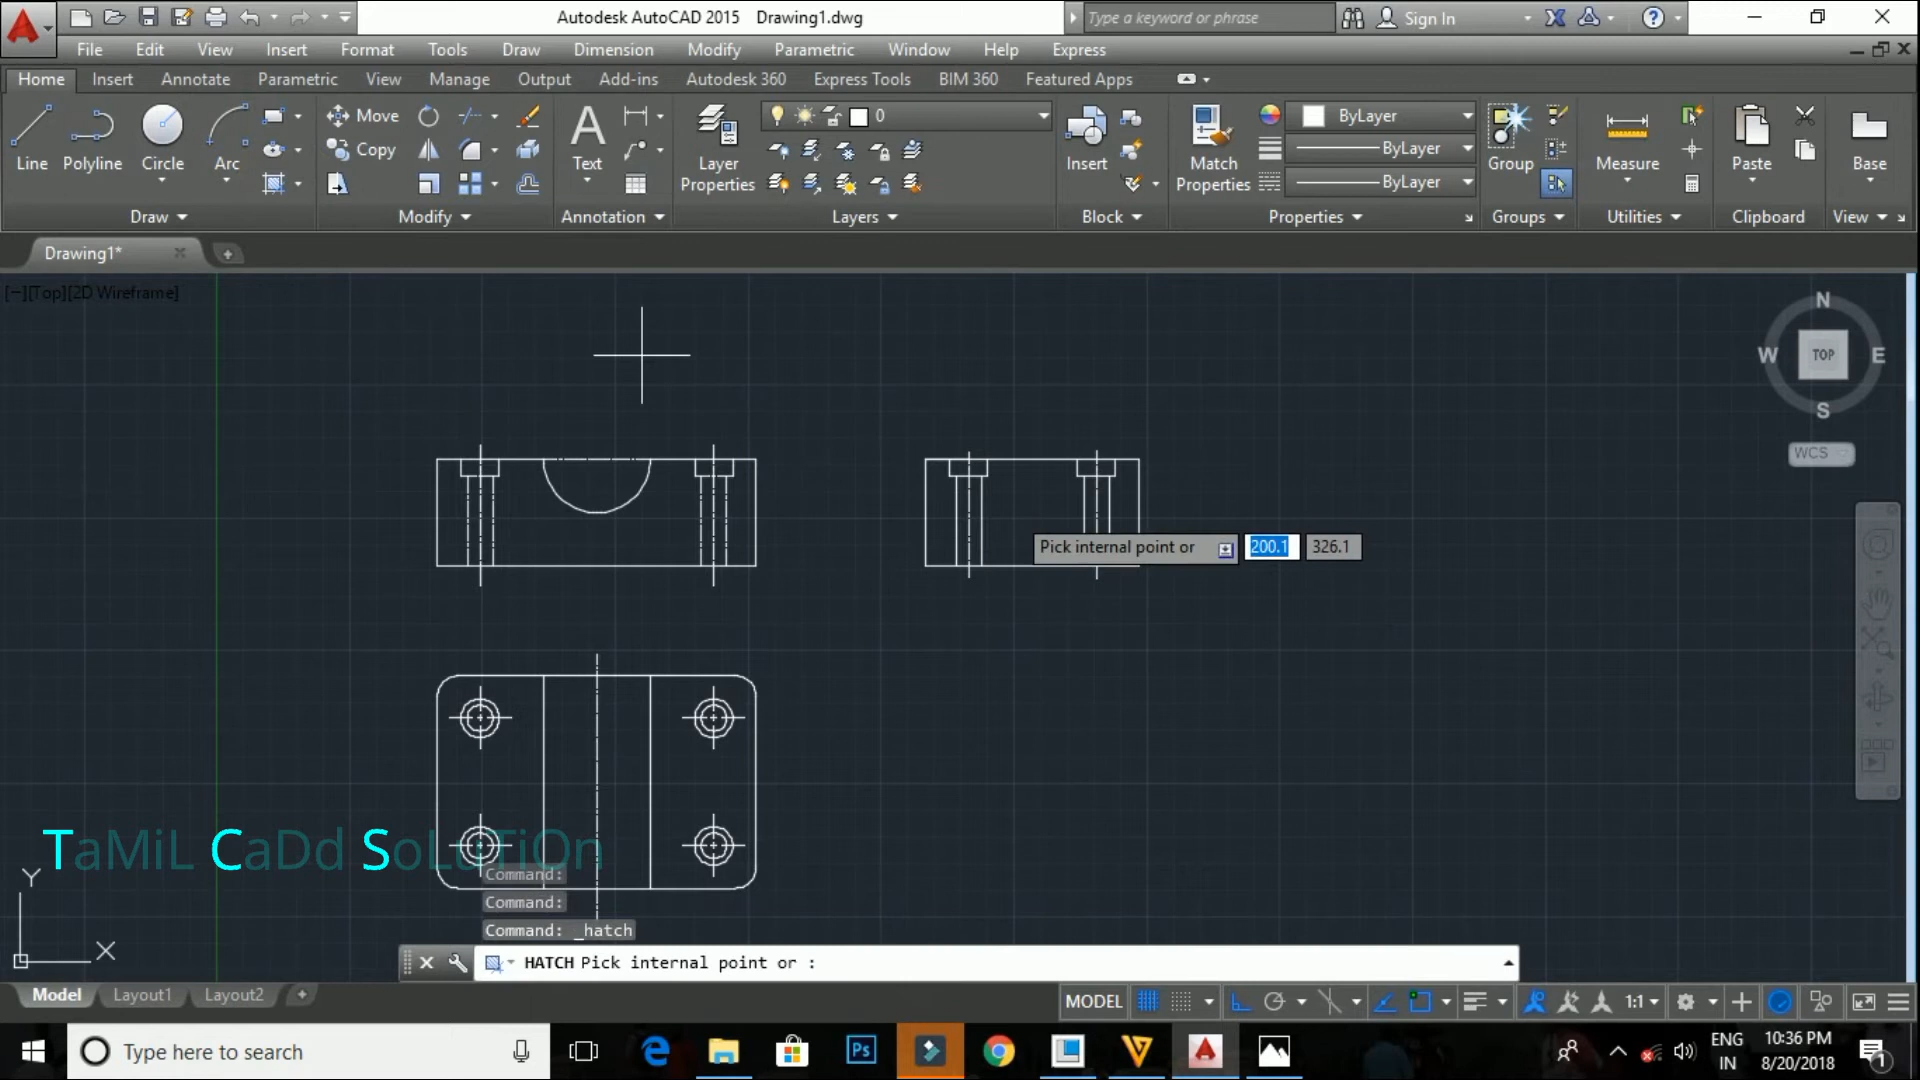 Autodesk AutoCAD 2015 Drawing1.dwg
Type a keyword or phrase
Sign In
File Edit View Insert Format Tools Draw Dimension Modify Parametric Window Help Express
Home Insert Annotate Parametric View Manage Output Add-ins Autodesk 360 Express Tools BIM 360 Featured Apps
Line Polyline Circle Arc
Move
Copy
Text
Layer Properties
0
Insert
Match Properties
ByLayer
ByLayer
ByLayer
Group
Measure
Paste
Base
Draw Modify Annotation Layers Block Properties Groups Utilities Clipboard View
Drawing1*
[−][Top][2D Wireframe]
N
W TOP E
S
WCS
Pick internal point or 200.1 326.1
TaMiL CaDd SoLuTiOn
Y
X
Command:
Command:
Command: _hatch
HATCH Pick internal point or :
Model Layout1 Layout2
MODEL 1:1
Type here to search
Ps
ENG
IN
10:36 PM
8/20/2018
1